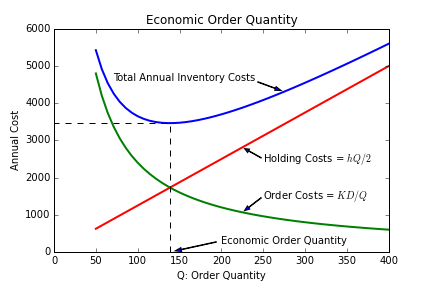 Economic Order Quantity
6000
5000
4000
3000
2000
1000
0
Annual Cost
Total Annual Inventory Costs
Holding Costs = hQ/2
Order Costs = KD/Q
Economic Order Quantity
0 50 100 150 200 250 300 350 400
Q: Order Quantity